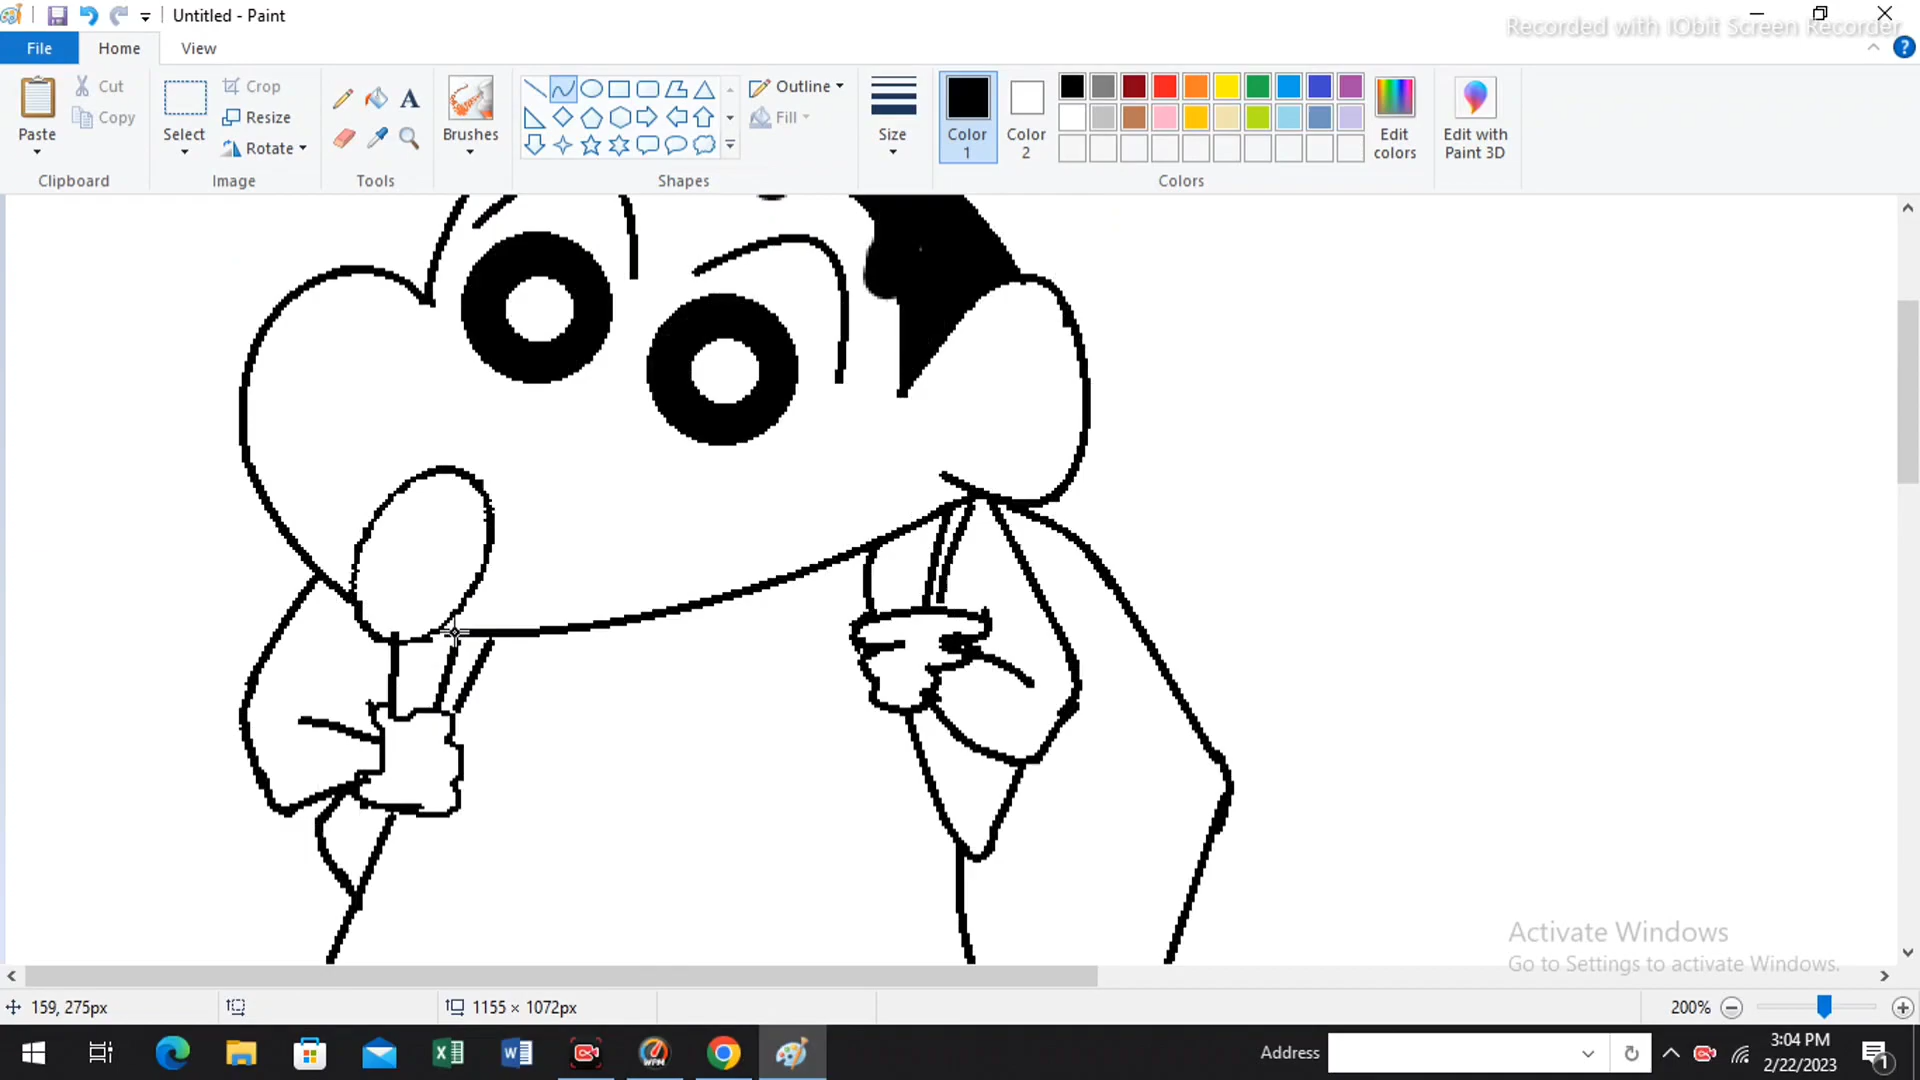 Untitled - Paint
Recorded with IObit Screen Recorder
File
Home
View
Paste
Cut
Copy
Clipboard
Select
Crop
Resize
Rotate
Image
A
Tools
Brushes
Outline
Fill
Shapes
Size
Color
1
Color
2
Edit
colors
Edit with
Paint 3D
Colors
?
Activate Windows
Go to Settings to activate Windows.
159, 275px
1155 × 1072px
200%
WPM
Address
3:04 PM
2/22/2023
1